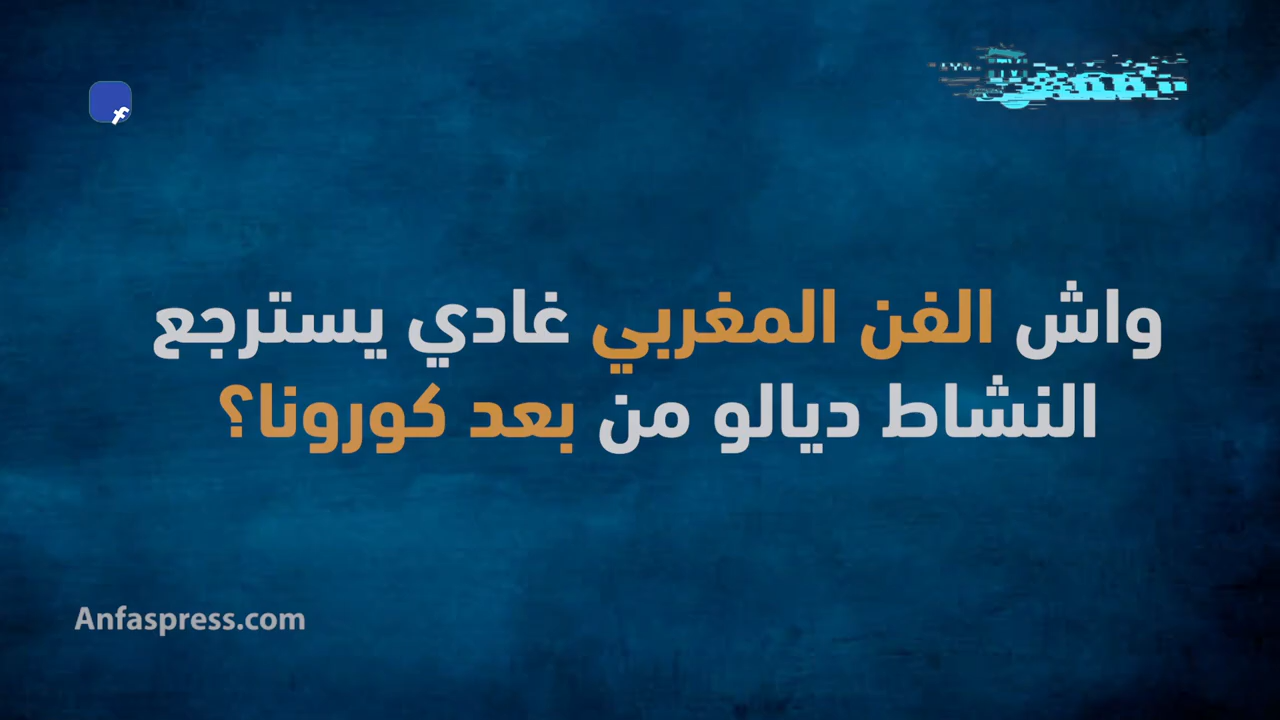 واش الفن المغربي غادي يسترجع
النشاط ديالو من بعد كورونا؟
Anfaspress.com